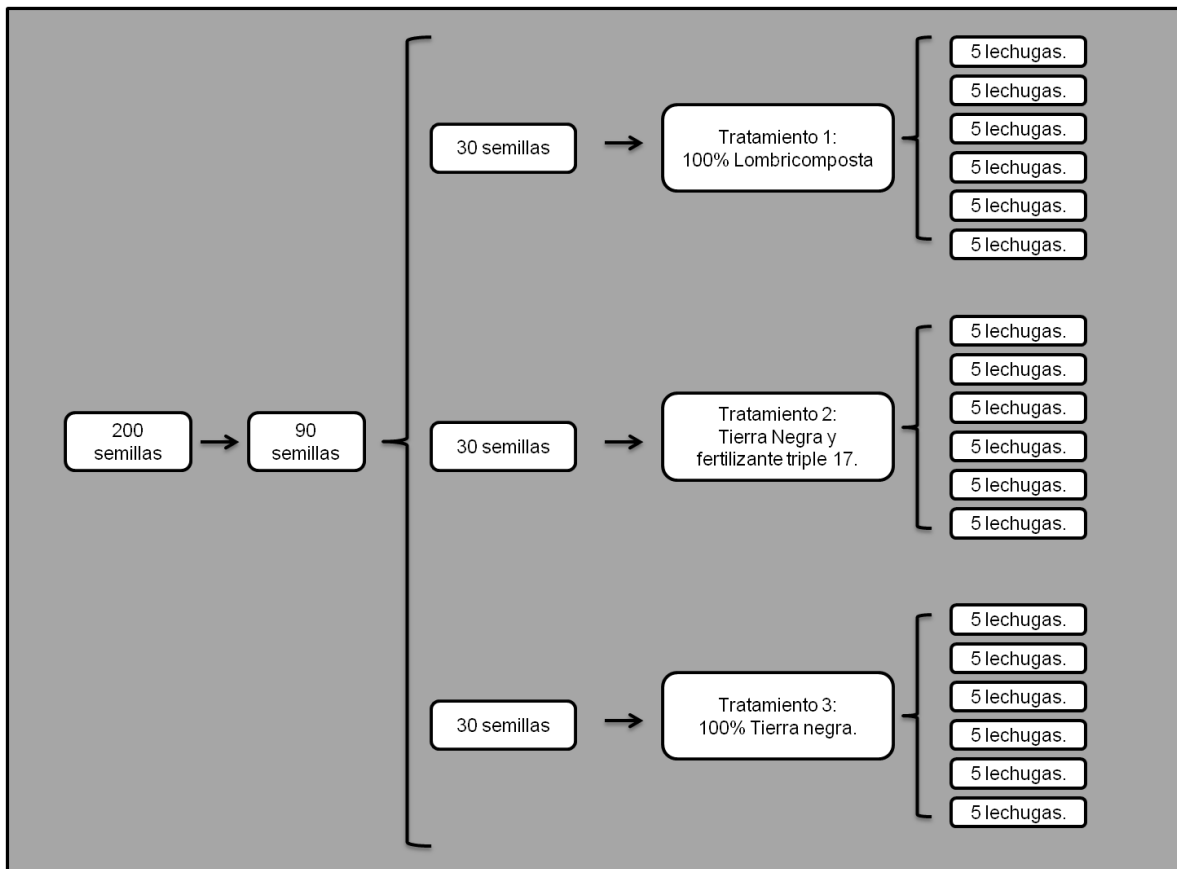 200
semillas
90
semillas
30 semillas
Tratamiento 1:
100% Lombricomposta
5 lechugas.
5 lechugas.
5 lechugas.
5 lechugas.
5 lechugas.
5 lechugas.
30 semillas
Tratamiento 2:
Tierra Negra y
fertilizante triple 17.
5 lechugas.
5 lechugas.
5 lechugas.
5 lechugas.
5 lechugas.
5 lechugas.
30 semillas
Tratamiento 3:
100% Tierra negra.
5 lechugas.
5 lechugas.
5 lechugas.
5 lechugas.
5 lechugas.
5 lechugas.